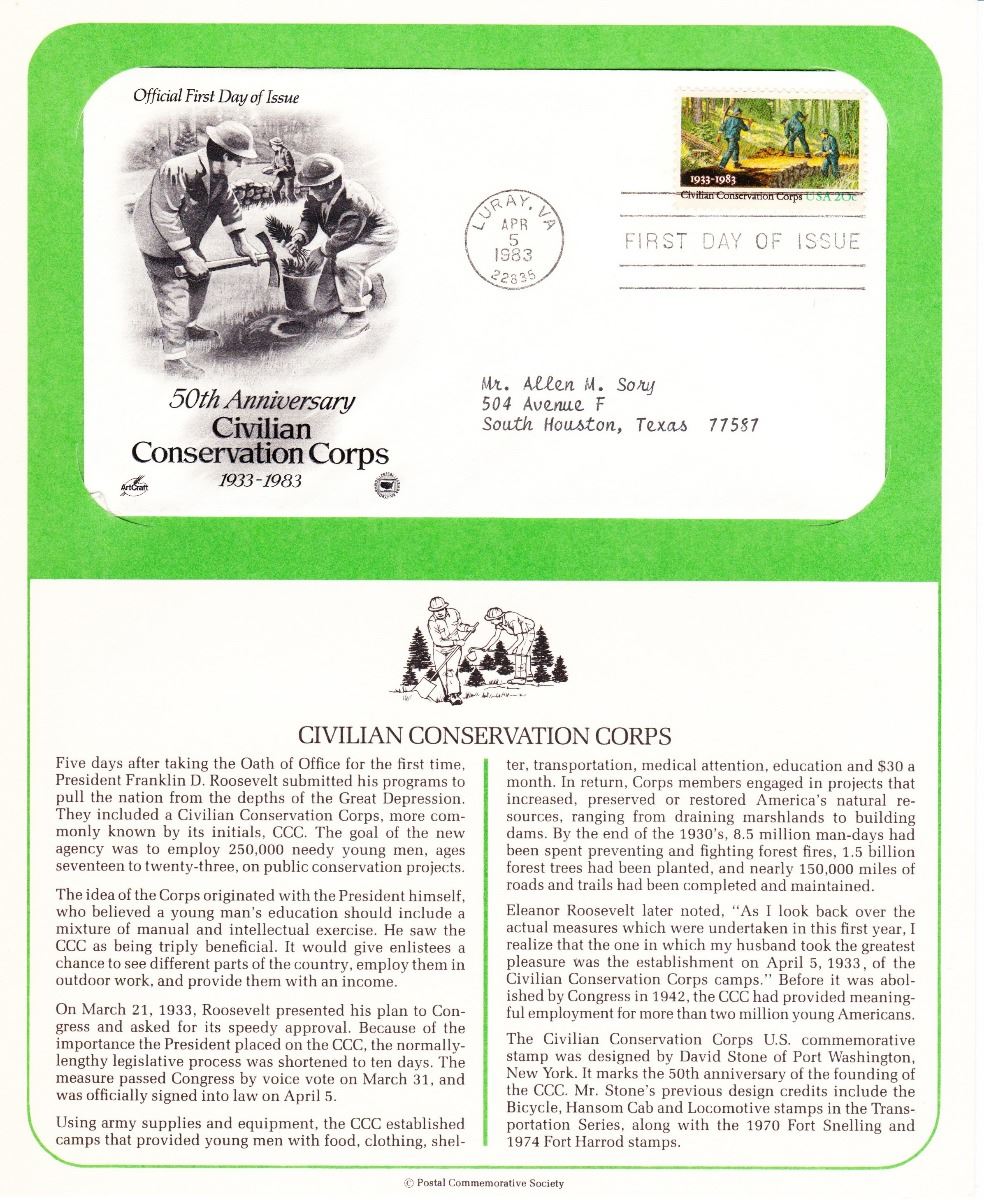 Official First Day of Issue
1933-1983
Civilian Conservation Corps USA 20c
LURAY, VA
APR
5
1983
22835
FIRST DAY OF ISSUE
Mr. Allen M. Sory
504 Avenue F
South Houston, Texas 77587
50th Anniversary
Civilian
Conservation Corps
1933-1983
ArtCraft
CIVILIAN CONSERVATION CORPS
Five days after taking the Oath of Office for the first time,
President Franklin D. Roosevelt submitted his programs to
pull the nation from the depths of the Great Depression.
They included a Civilian Conservation Corps, more com-
monly known by its initials, CCC. The goal of the new
agency was to employ 250,000 needy young men, ages
seventeen to twenty-three, on public conservation projects.
The idea of the Corps originated with the President himself,
who believed a young man's education should include a
mixture of manual and intellectual exercise. He saw the
CCC as being triply beneficial. It would give enlistees a
chance to see different parts of the country, employ them in
outdoor work, and provide them with an income.
On March 21, 1933, Roosevelt presented his plan to Con-
gress and asked for its speedy approval. Because of the
importance the President placed on the CCC, the normally-
lengthy legislative process was shortened to ten days. The
measure passed Congress by voice vote on March 31, and
was officially signed into law on April 5.
Using army supplies and equipment, the CCC established
camps that provided young men with food, clothing, shel-
ter, transportation, medical attention, education and $30 a
month. In return, Corps members engaged in projects that
increased, preserved or restored America's natural re-
sources, ranging from draining marshlands to building
dams. By the end of the 1930's, 8.5 million man-days had
been spent preventing and fighting forest fires, 1.5 billion
forest trees had been planted, and nearly 150,000 miles of
roads and trails had been completed and maintained.
Eleanor Roosevelt later noted, "As I look back over the
actual measures which were undertaken in this first year, I
realize that the one in which my husband took the greatest
pleasure was the establishment on April 5, 1933, of the
Civilian Conservation Corps camps." Before it was abol-
ished by Congress in 1942, the CCC had provided meaning-
ful employment for more than two million young Americans.
The Civilian Conservation Corps U.S. commemorative
stamp was designed by David Stone of Port Washington,
New York. It marks the 50th anniversary of the founding of
the CCC. Mr. Stone's previous design credits include the
Bicycle, Hansom Cab and Locomotive stamps in the Trans-
portation Series, along with the 1970 Fort Snelling and
1974 Fort Harrod stamps.
© Postal Commemorative Society